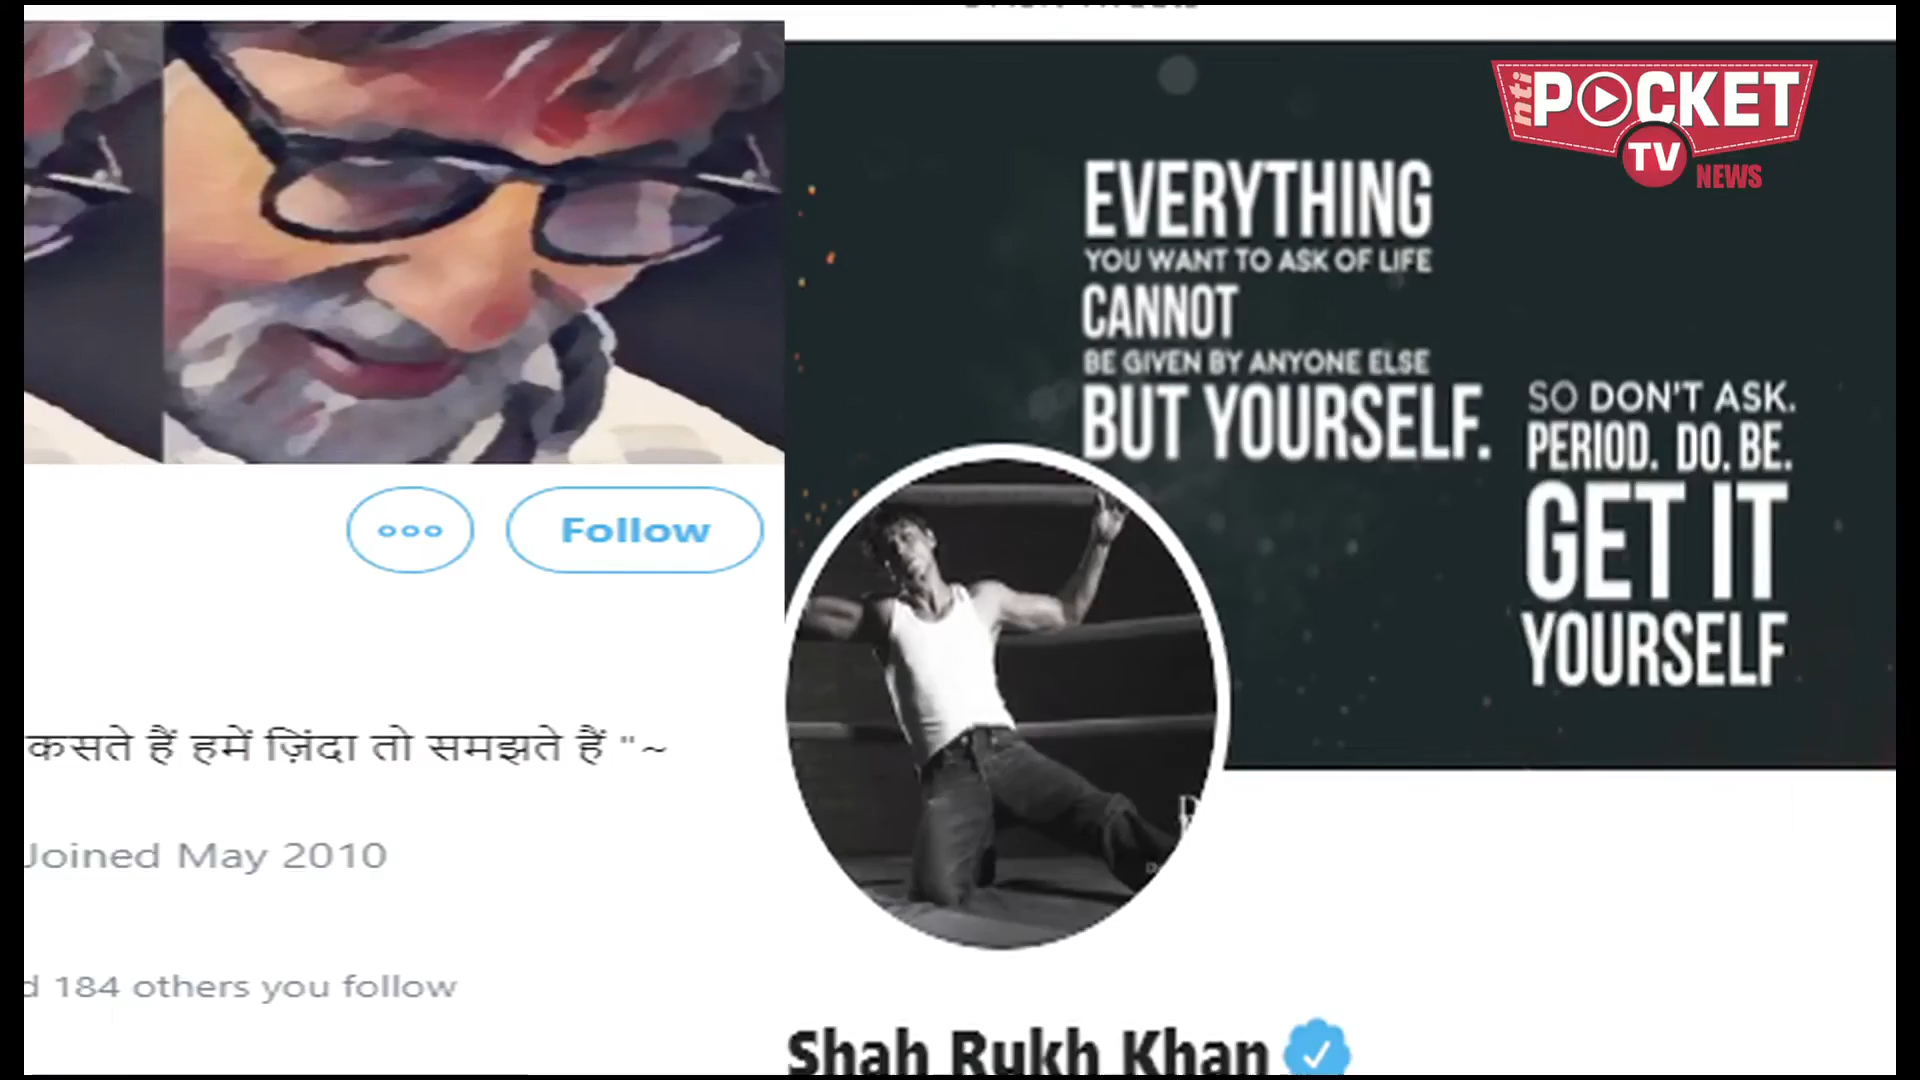 nti POCKET
TV NEWS
EVERYTHING
YOU WANT TO ASK OF LIFE
CANNOT
BE GIVEN BY ANYONE ELSE
BUT YOURSELF.
SO DON'T ASK.
PERIOD. DO. BE.
GET IT
YOURSELF
Follow
कसते हैं हमें ज़िंदा तो समझते हैं "~
Joined May 2010
184 others you follow
Shah Rukh Khan